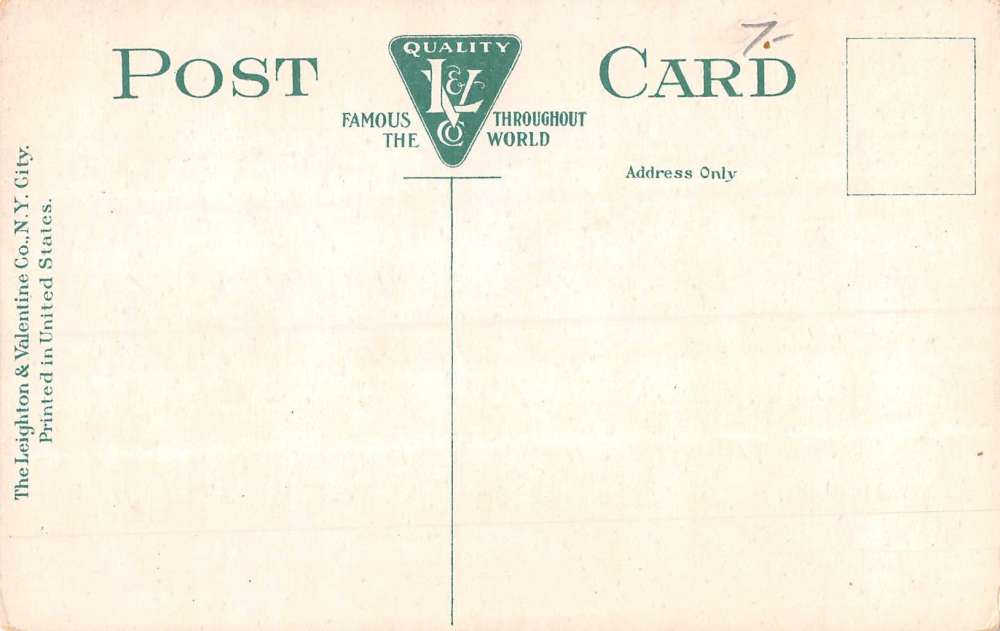 7.-
POST CARD
QUALITY
L & V
CO
FAMOUS THROUGHOUT
THE WORLD
Address Only
The Leighton & Valentine Co., N.Y. City.
Printed in United States.